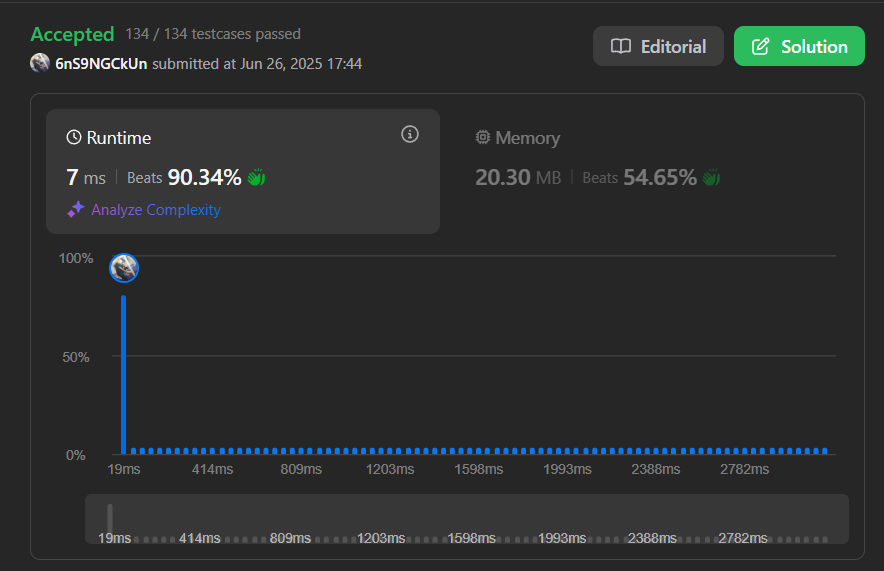 Accepted 134 / 134 testcases passed
Editorial
Solution
6nS9NGCkUn submitted at Jun 26, 2025 17:44
Runtime
Memory
7 ms | Beats 90.34%
20.30 MB | Beats 54.65%
Analyze Complexity
100%
50%
0%
19ms 414ms 809ms 1203ms 1598ms 1993ms 2388ms 2782ms
19ms 414ms 809ms 1203ms 1598ms 1993ms 2388ms 2782ms